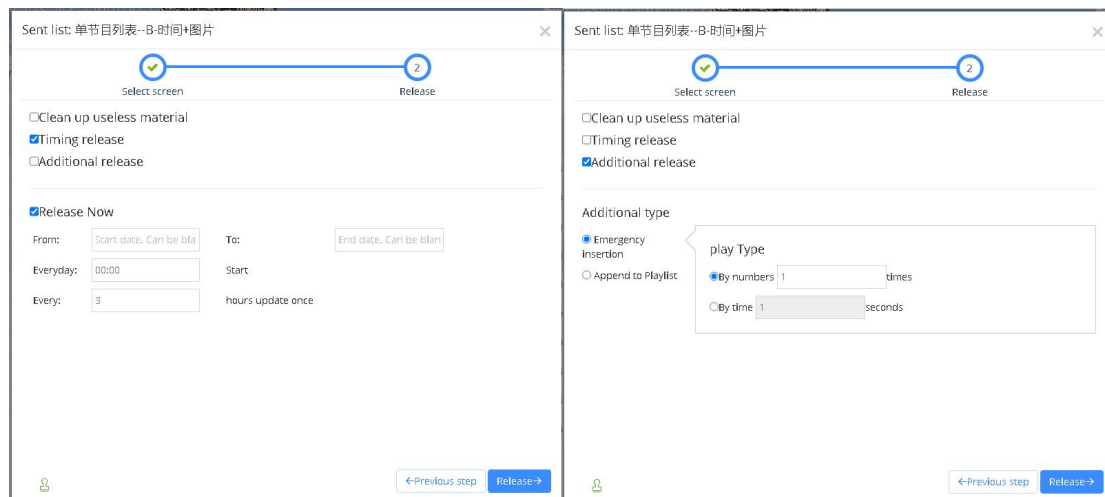 Sent list: 单节目列表--B-时间+图片
2
Select screen
Release
Clean up useless material
Timing release
Additional release
Release Now
From: Start date. Can be bla To: End date. Can be blan
Everyday: 00:00 Start
Every: 3 hours update once
←Previous step Release→
Sent list: 单节目列表--B-时间+图片
2
Select screen
Release
Clean up useless material
Timing release
Additional release
Additional type
Emergency
insertion
Append to Playlist
play Type
By numbers 1 times
By time 1 seconds
←Previous step Release→